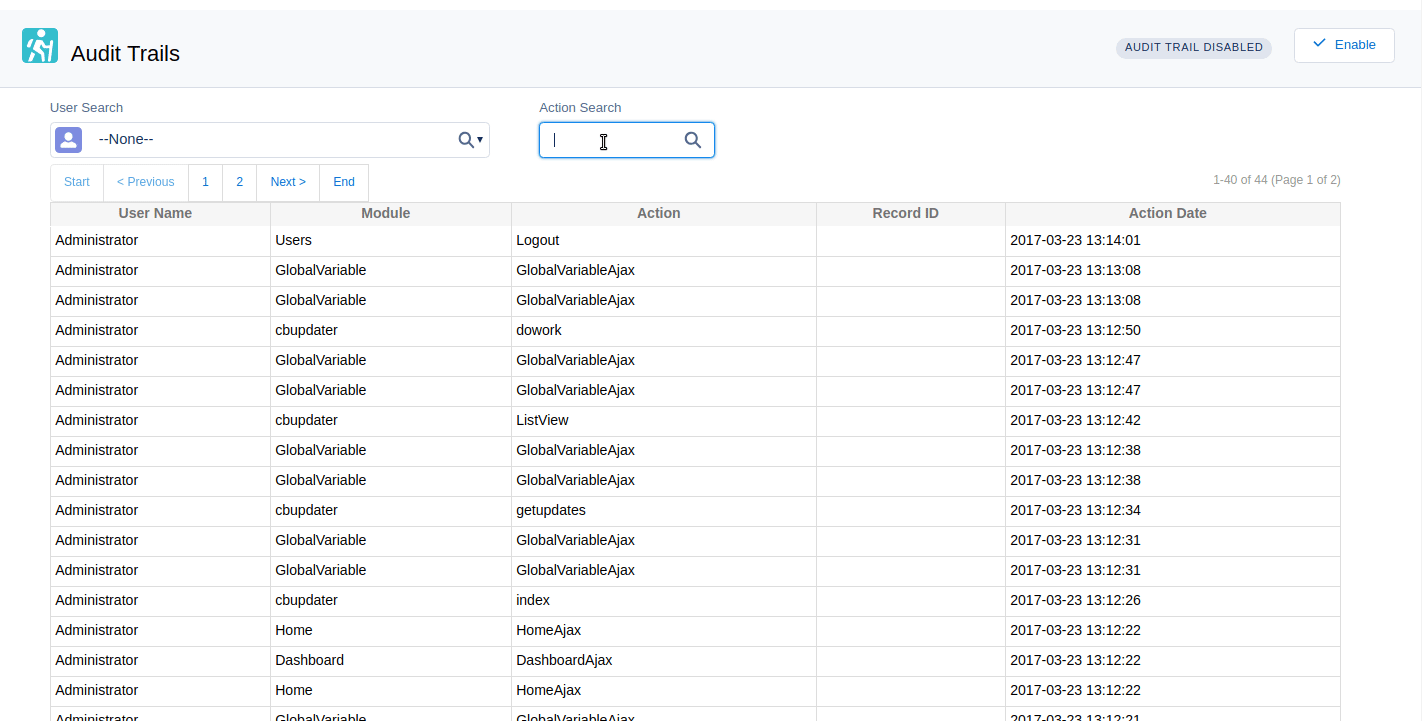 Audit Trails
AUDIT TRAIL DISABLED
Enable
User Search
Action Search
--None--
Start < Previous 1 2 Next > End
1-40 of 44 (Page 1 of 2)
User Name Module Action Record ID Action Date
Administrator Users Logout 2017-03-23 13:14:01
Administrator GlobalVariable GlobalVariableAjax 2017-03-23 13:13:08
Administrator GlobalVariable GlobalVariableAjax 2017-03-23 13:13:08
Administrator cbupdater dowork 2017-03-23 13:12:50
Administrator GlobalVariable GlobalVariableAjax 2017-03-23 13:12:47
Administrator GlobalVariable GlobalVariableAjax 2017-03-23 13:12:47
Administrator cbupdater ListView 2017-03-23 13:12:42
Administrator GlobalVariable GlobalVariableAjax 2017-03-23 13:12:38
Administrator GlobalVariable GlobalVariableAjax 2017-03-23 13:12:38
Administrator cbupdater getupdates 2017-03-23 13:12:34
Administrator GlobalVariable GlobalVariableAjax 2017-03-23 13:12:31
Administrator GlobalVariable GlobalVariableAjax 2017-03-23 13:12:31
Administrator cbupdater index 2017-03-23 13:12:26
Administrator Home HomeAjax 2017-03-23 13:12:22
Administrator Dashboard DashboardAjax 2017-03-23 13:12:22
Administrator Home HomeAjax 2017-03-23 13:12:22
Administrator GlobalVariable GlobalVariableAjax 2017-03-23 13:12:21